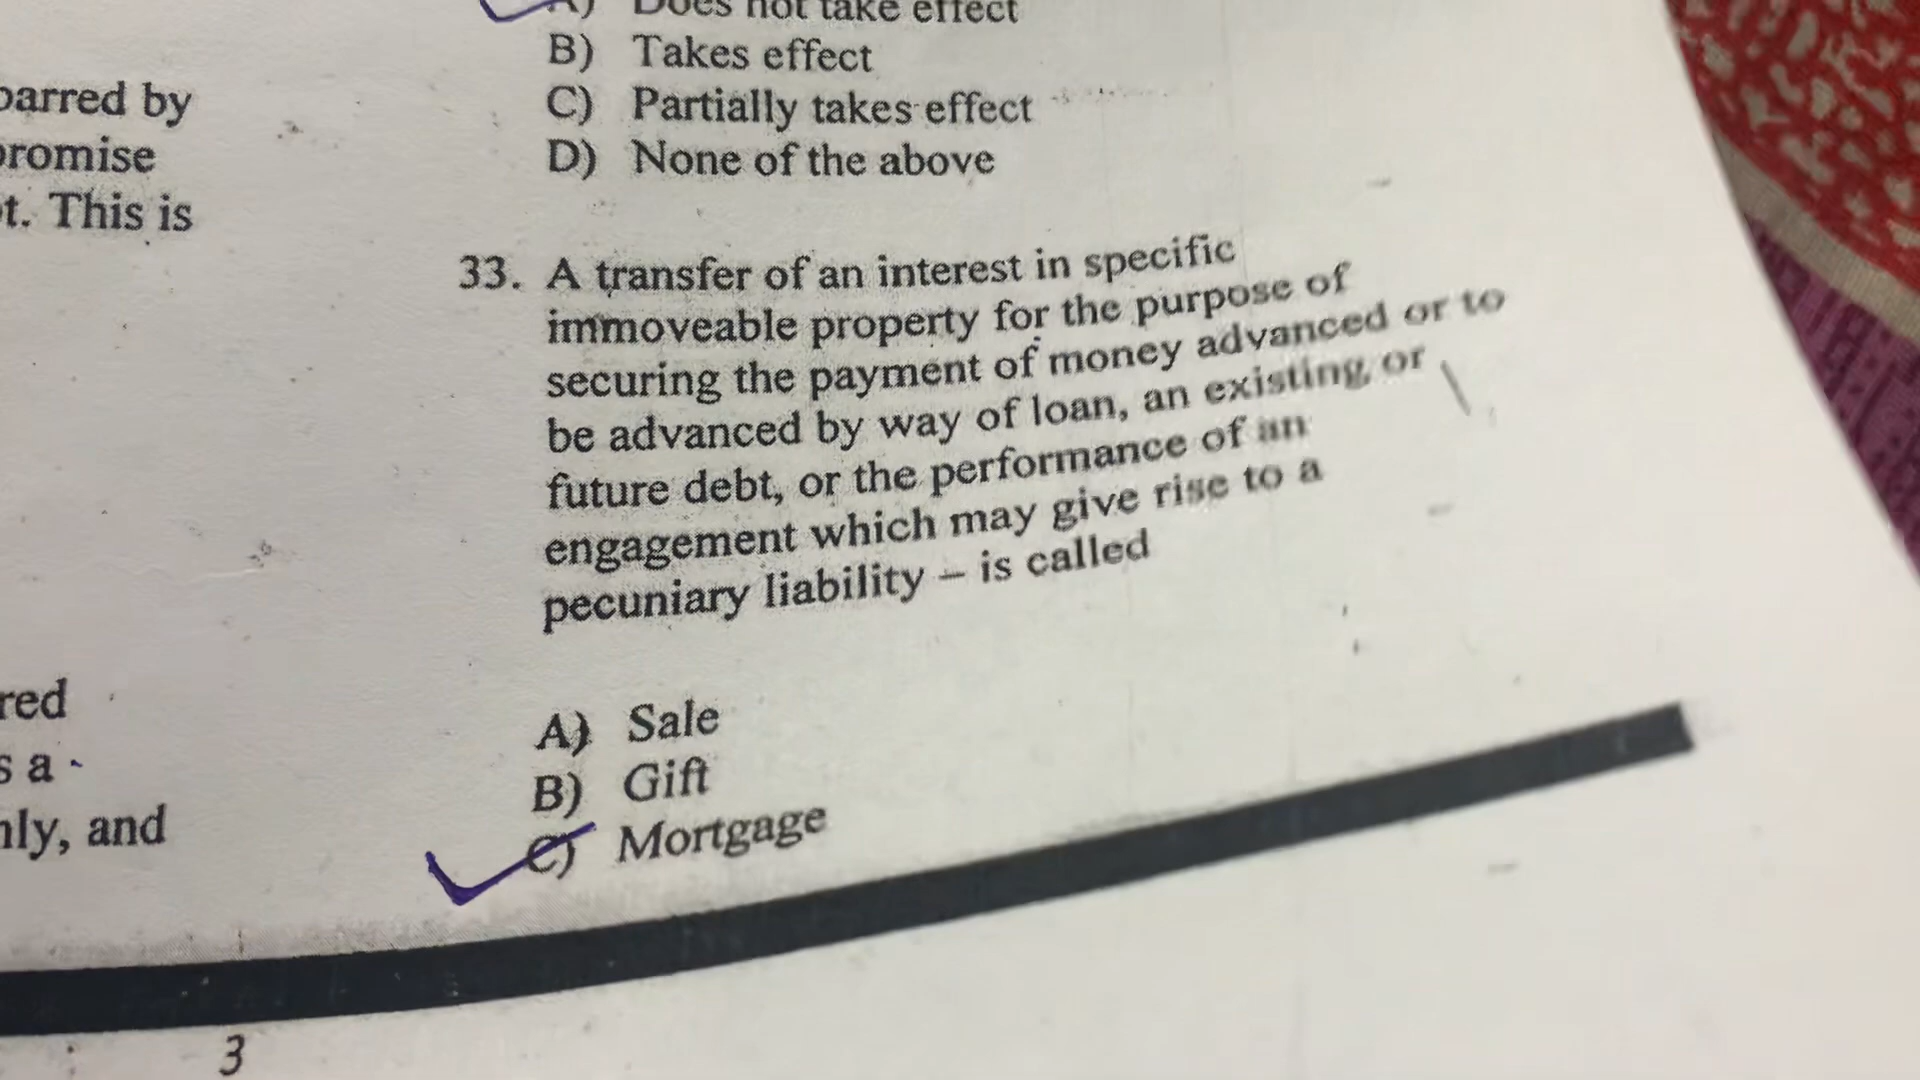 barred by
promise
t. This is
red
s a
nly, and
A) Does not take effect
B) Takes effect
C) Partially takes effect
D) None of the above
33. A transfer of an interest in specific
immoveable property for the purpose of
securing the payment of money advanced or to
be advanced by way of loan, an existing or
future debt, or the performance of an
engagement which may give rise to a
pecuniary liability – is called
A) Sale
B) Gift
C) Mortgage
3